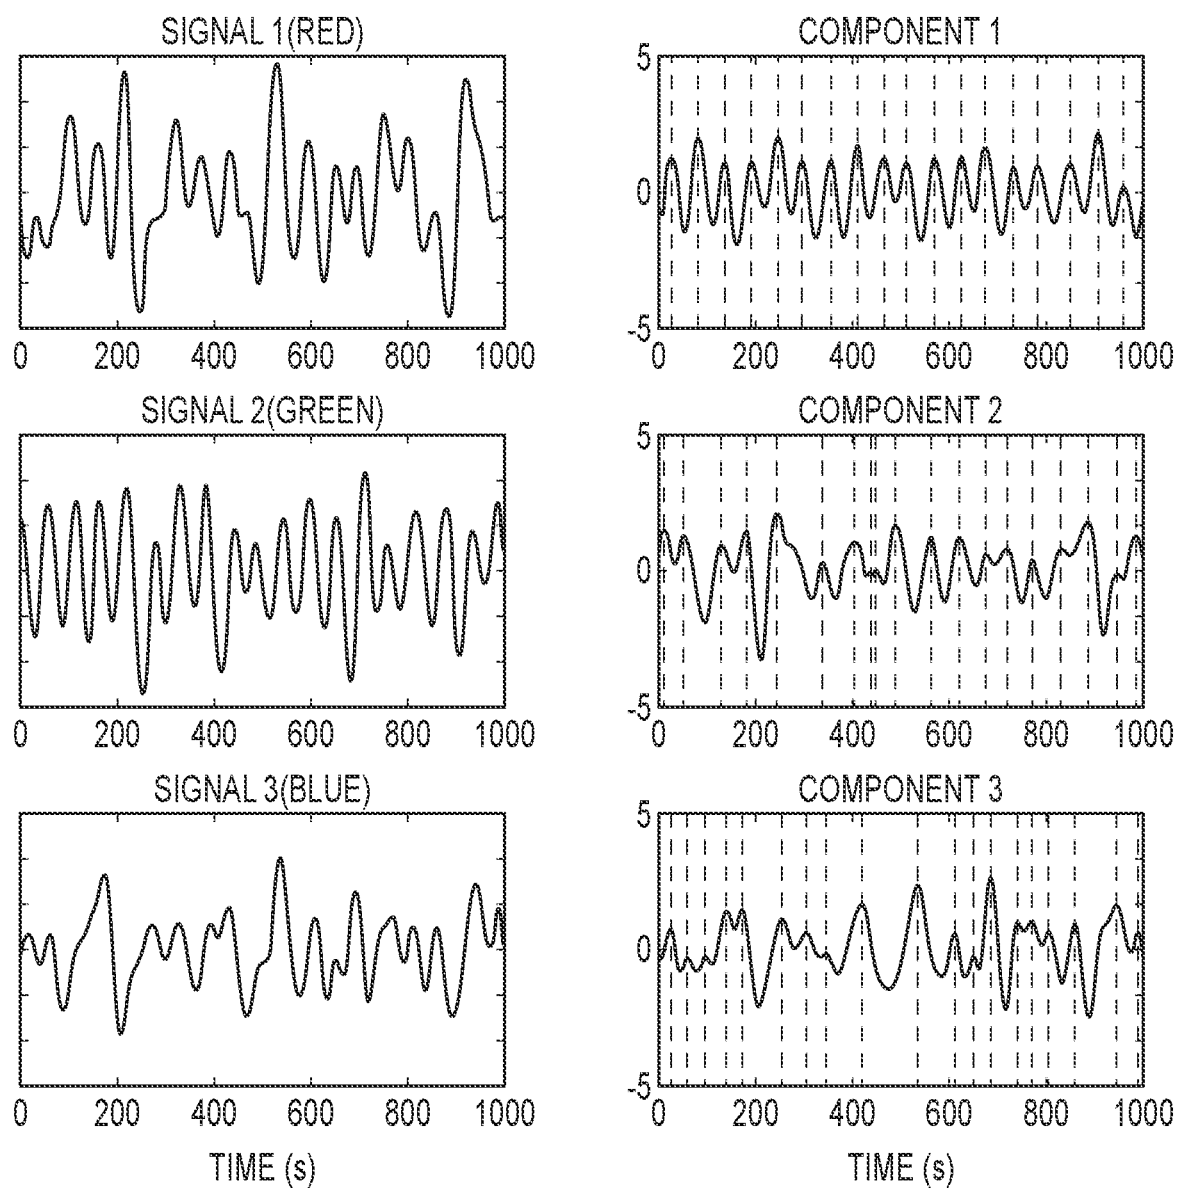 SIGNAL 1(RED)
0 200 400 600 800 1000
COMPONENT 1
5
0
-5
0 200 400 600 800 1000
SIGNAL 2(GREEN)
0 200 400 600 800 1000
COMPONENT 2
5
0
-5
0 200 400 600 800 1000
SIGNAL 3(BLUE)
0 200 400 600 800 1000
TIME (s)
COMPONENT 3
5
0
-5
0 200 400 600 800 1000
TIME (s)